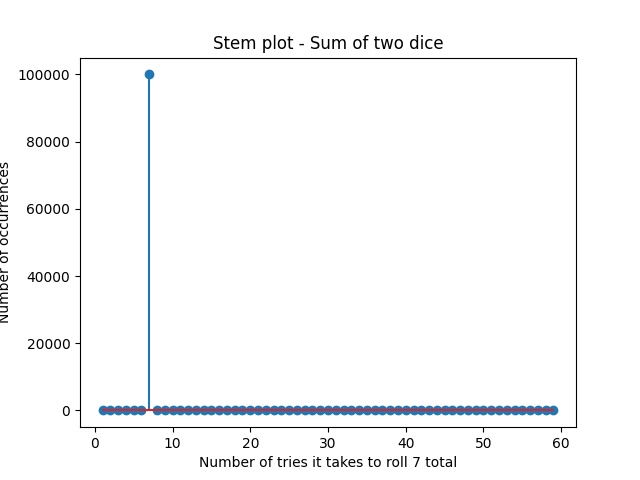 Stem plot - Sum of two dice
Number of occurrences
100000
80000
60000
40000
20000
0
0 10 20 30 40 50 60
Number of tries it takes to roll 7 total